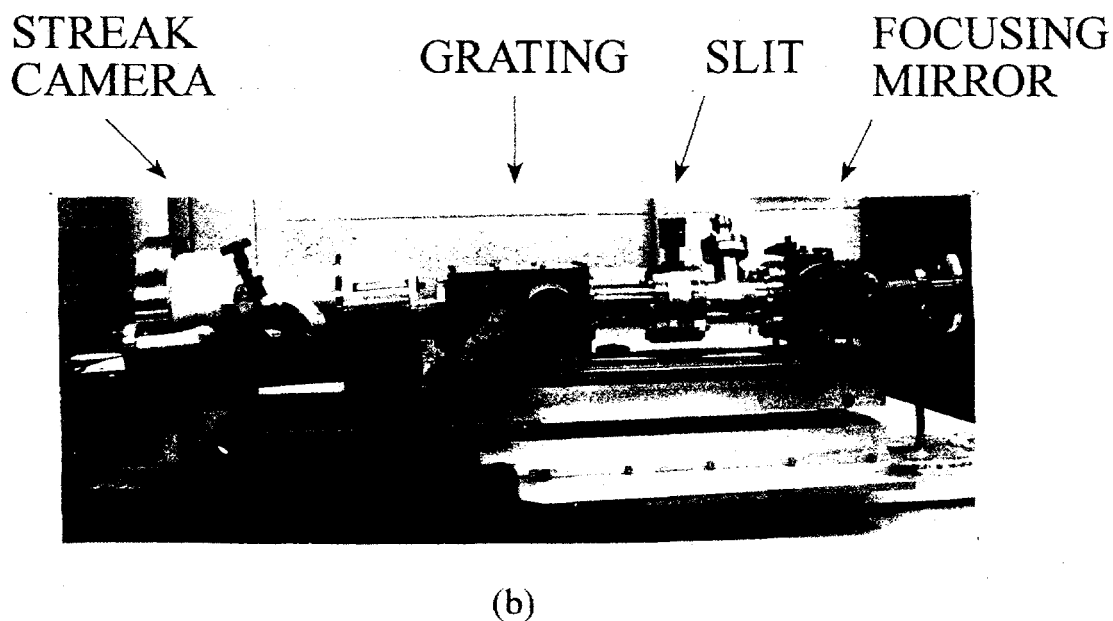 STREAK
CAMERA
GRATING
SLIT
FOCUSING
MIRROR
(b)